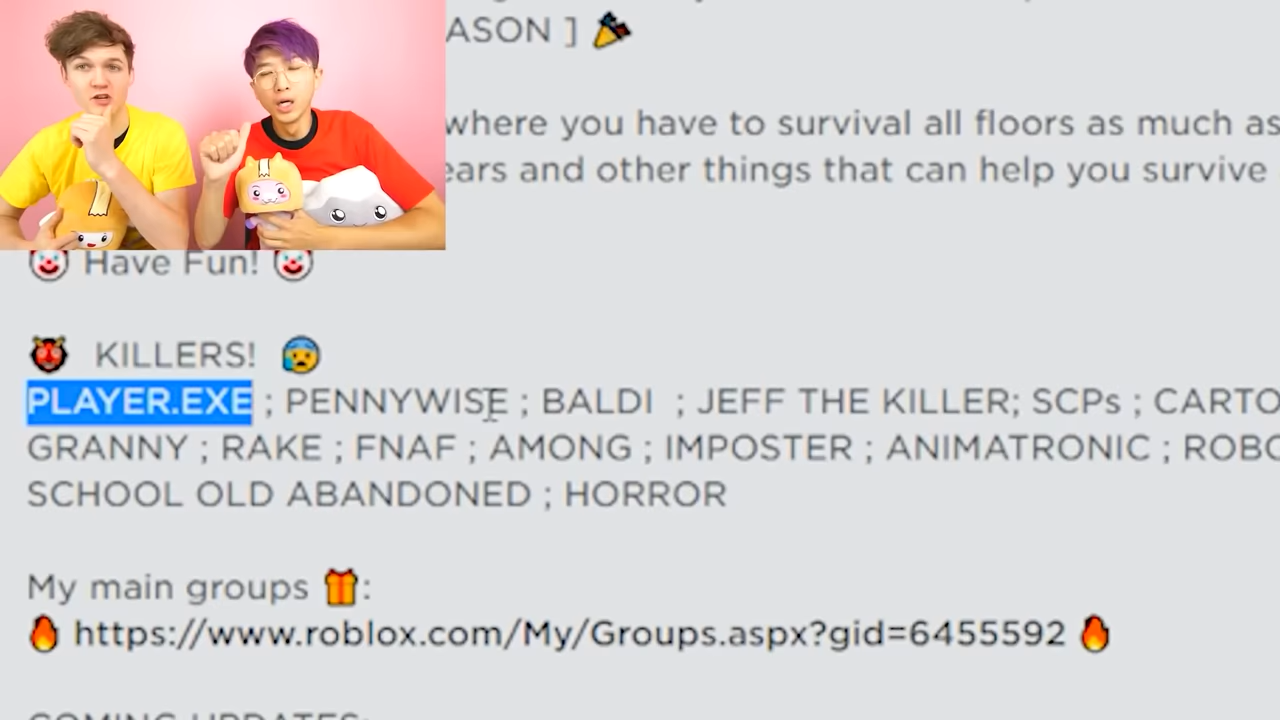 ASON ] 🎉
where you have to survival all floors as much as
ears and other things that can help you survive
🤡 Have Fun! 🤡
👹 KILLERS! 😰
PLAYER.EXE ; PENNYWISE ; BALDI ; JEFF THE KILLER; SCPs ; CARTO
GRANNY ; RAKE ; FNAF ; AMONG ; IMPOSTER ; ANIMATRONIC ; ROBO
SCHOOL OLD ABANDONED ; HORROR
My main groups 🎁:
🔥 https://www.roblox.com/My/Groups.aspx?gid=6455592 🔥
COMING UPDATES: